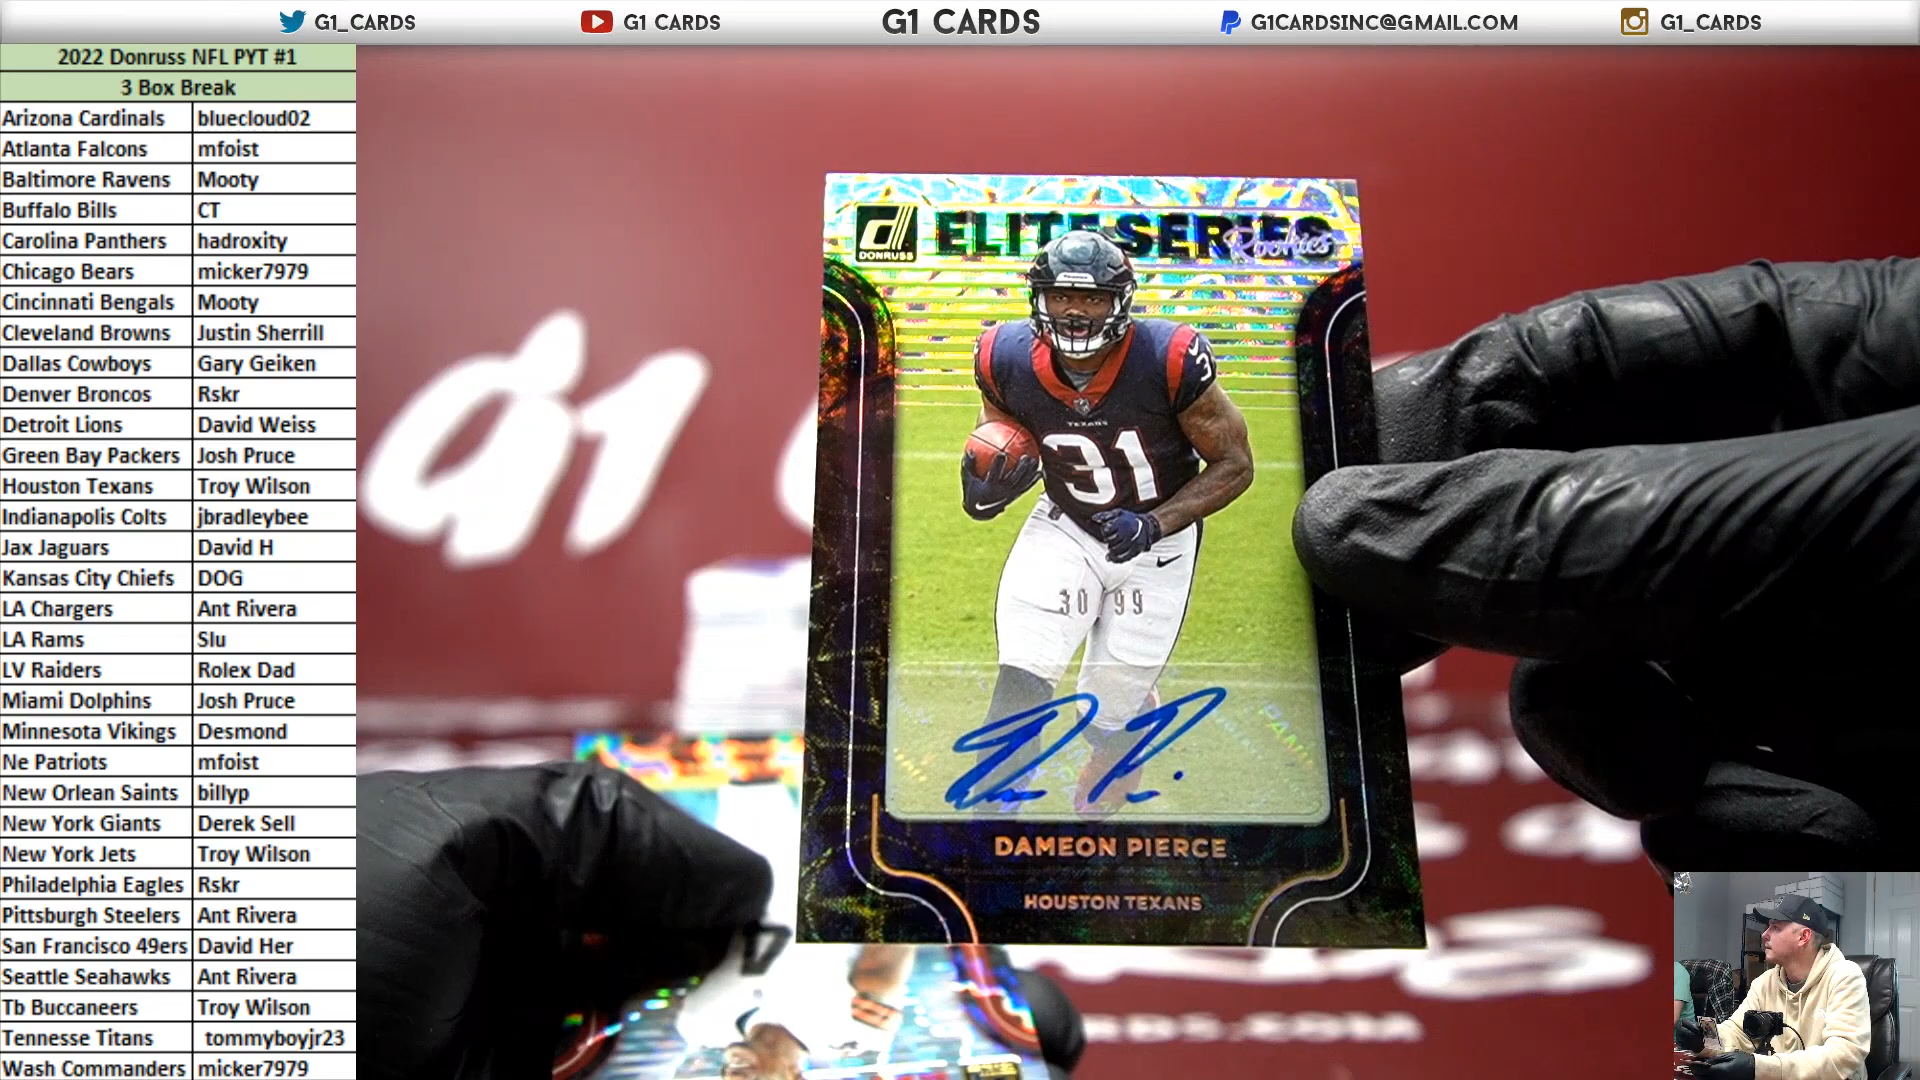 G1_CARDS G1 CARDS G1 CARDS G1CARDSINC@GMAIL.COM G1_CARDS
2022 Donruss NFL PYT #1
3 Box Break
Arizona Cardinals bluecloud02
Atlanta Falcons mfoist
Baltimore Ravens Mooty
Buffalo Bills CT
Carolina Panthers hadroxity
Chicago Bears micker7979
Cincinnati Bengals Mooty
Cleveland Browns Justin Sherrill
Dallas Cowboys Gary Geiken
Denver Broncos Rskr
Detroit Lions David Weiss
Green Bay Packers Josh Pruce
Houston Texans Troy Wilson
Indianapolis Colts jbradleybee
Jax Jaguars David H
Kansas City Chiefs DOG
LA Chargers Ant Rivera
LA Rams Slu
LV Raiders Rolex Dad
Miami Dolphins Josh Pruce
Minnesota Vikings Desmond
Ne Patriots mfoist
New Orlean Saints billyp
New York Giants Derek Sell
New York Jets Troy Wilson
Philadelphia Eagles Rskr
Pittsburgh Steelers Ant Rivera
San Francisco 49ers David Her
Seattle Seahawks Ant Rivera
Tb Buccaneers Troy Wilson
Tennesse Titans tommyboyjr23
Wash Commanders micker7979
G1
d
DONRUSS
ELITE SERIES
Rookies
TEXANS
31
30 99
DAMEON PIERCE
HOUSTON TEXANS